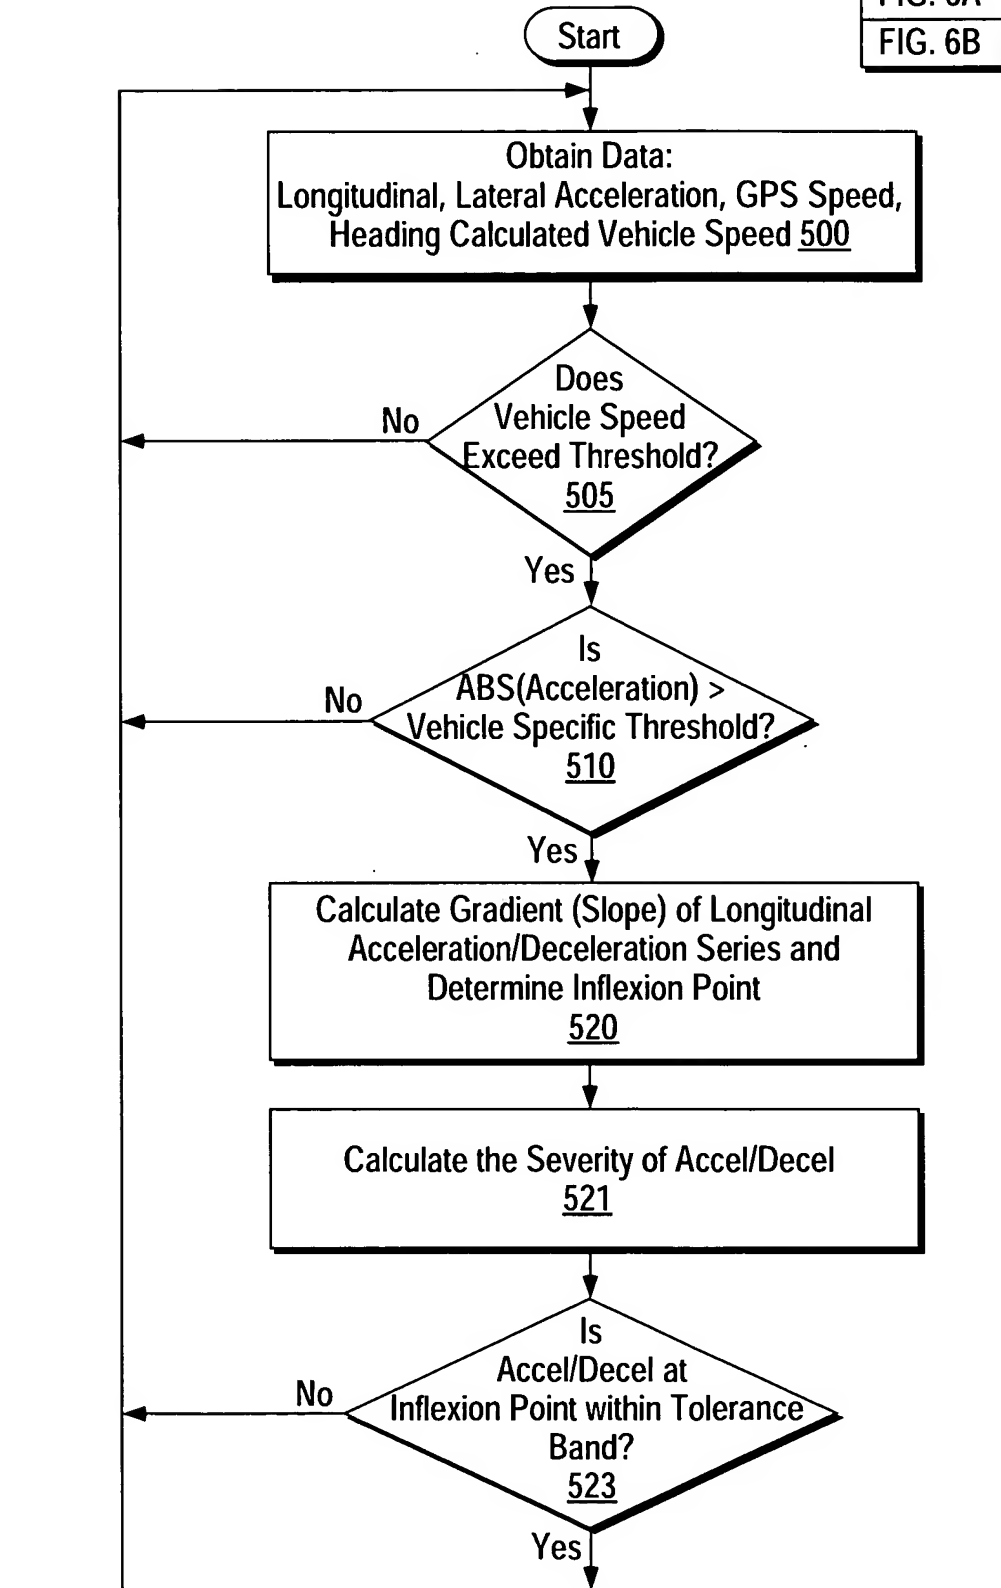 Start
FIG. 6A
FIG. 6B
Obtain Data:
Longitudinal, Lateral Acceleration, GPS Speed,
Heading Calculated Vehicle Speed 500
Does
Vehicle Speed
Exceed Threshold?
505
No
Yes
Is
ABS(Acceleration) >
Vehicle Specific Threshold?
510
No
Yes
Calculate Gradient (Slope) of Longitudinal
Acceleration/Deceleration Series and
Determine Inflexion Point
520
Calculate the Severity of Accel/Decel
521
Is
Accel/Decel at
Inflexion Point within Tolerance
Band?
523
No
Yes